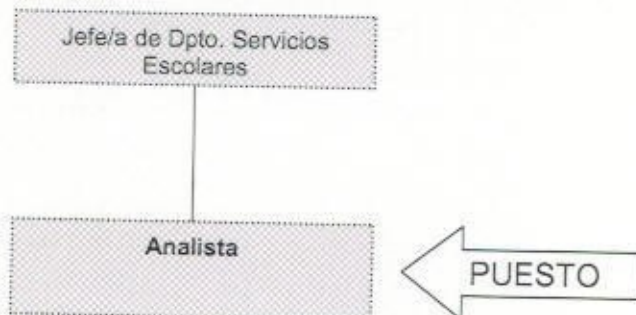 Jefe/a de Dpto. Servicios
Escolares
Analista
PUESTO